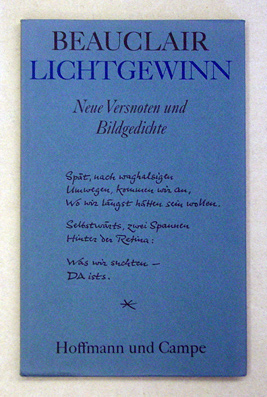 BEAUCLAIR
LICHTGEWINN
Neue Versnoten und
Bildgedichte
Spät, nach waghalsigen
Umwegen, kommen wir an,
Wo wir längst hätten sein wollen.
Selbstwärts, zwei Spannen
Hinter der Retina:
Was wir suchten –
DA ists.
Hoffmann und Campe